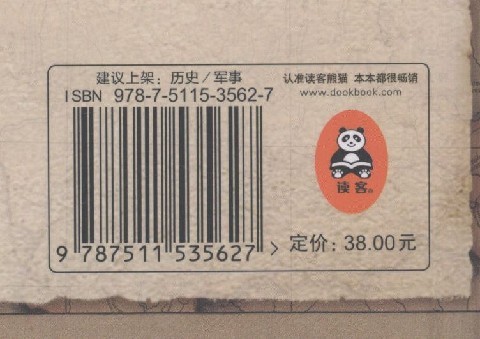 建议上架：历史／军事
ISBN 978-7-5115-3562-7
认准读客熊猫 本本都很畅销
www.dookbook.com
读客®
9 787511 535627 >
定价：38.00元